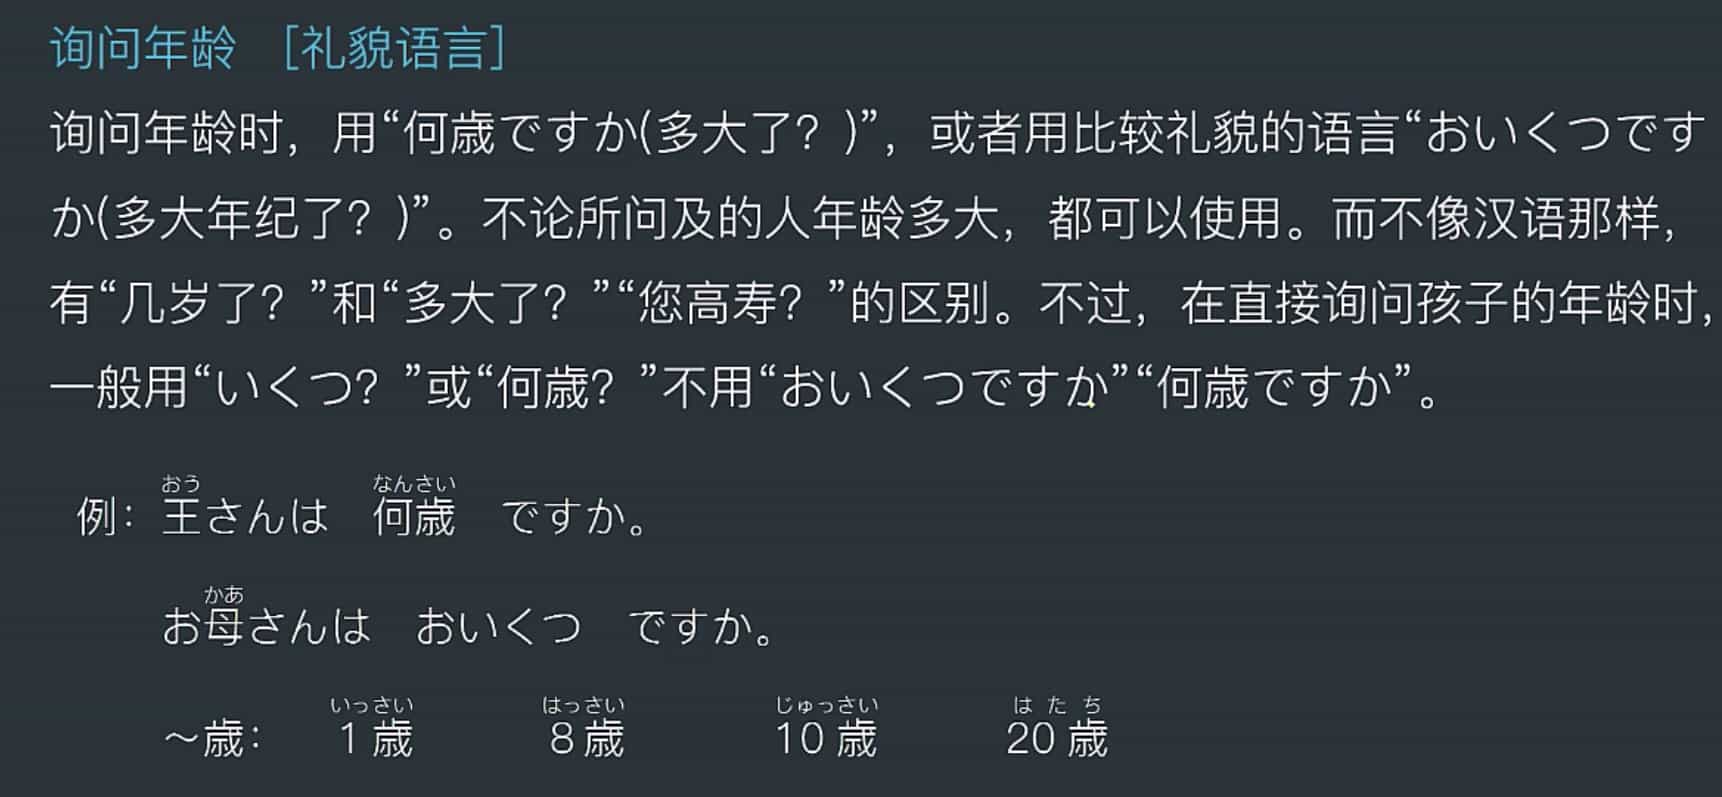 询问年龄 [礼貌语言]
询问年龄时，用“何歳ですか(多大了？)”，或者用比较礼貌的语言“おいくつです
か(多大年纪了？)”。不论所问及的人年龄多大，都可以使用。而不像汉语那样，
有“几岁了？”和“多大了？”“您高寿？”的区别。不过，在直接询问孩子的年龄时，
一般用“いくつ？”或“何歳？”不用“おいくつですか”“何歳ですか”。
おう なんさい
例：王さんは 何歳 ですか。
かあ
お母さんは おいくつ ですか。
いっさい はっさい じゅっさい はたち
～歳： 1歳 8歳 10歳 20歳